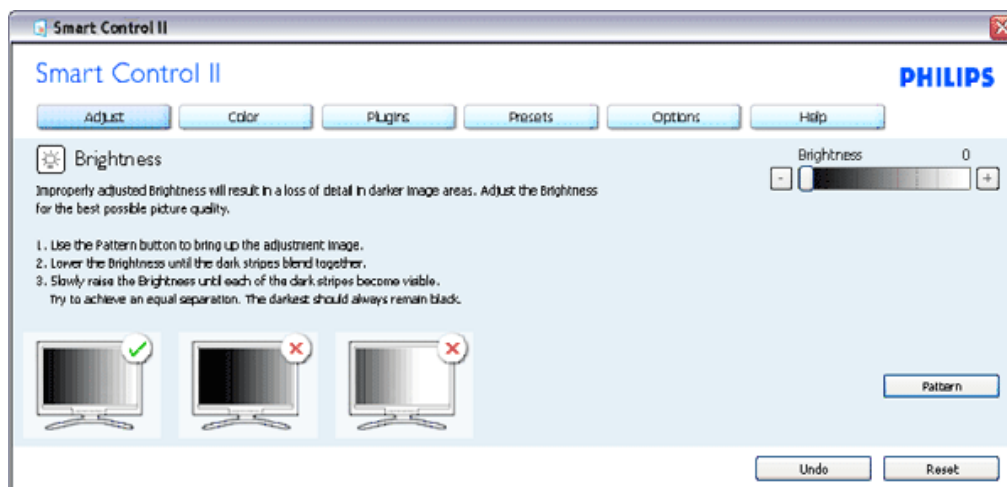 Smart Control II
Smart Control II
PHILIPS
Adjust Color Plugins Presets Options Help
Brightness
Brightness 0
Improperly adjusted Brightness will result in a loss of detail in darker image areas. Adjust the Brightness
for the best possible picture quality.
1. Use the Pattern button to bring up the adjustment image.
2. Lower the Brightness until the dark stripes blend together.
3. Slowly raise the Brightness until each of the dark stripes become visible.
Try to achieve an equal separation. The darkest should always remain black.
Pattern
Undo Reset